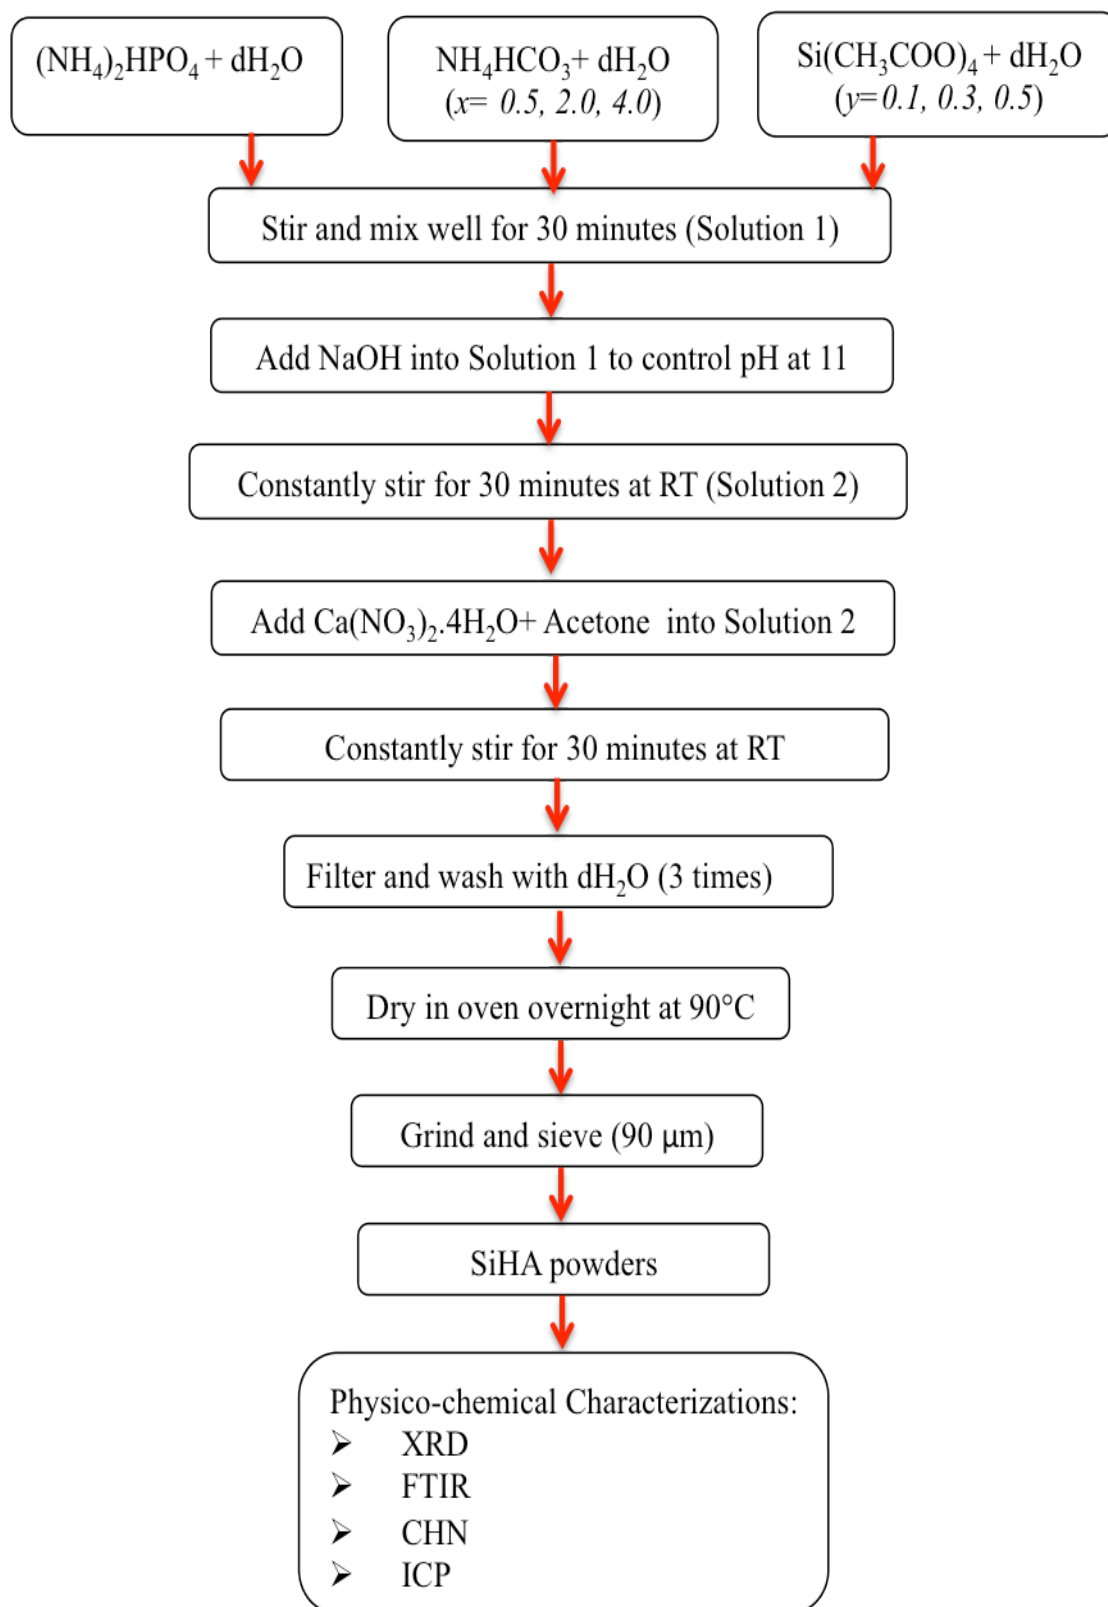 (NH₄)₂HPO₄ + dH₂O
NH₄HCO₃+ dH₂O
(x= 0.5, 2.0, 4.0)
Si(CH₃COO)₄ + dH₂O
(y=0.1, 0.3, 0.5)
Stir and mix well for 30 minutes (Solution 1)
Add NaOH into Solution 1 to control pH at 11
Constantly stir for 30 minutes at RT (Solution 2)
Add Ca(NO₃)₂.4H₂O+ Acetone into Solution 2
Constantly stir for 30 minutes at RT
Filter and wash with dH₂O (3 times)
Dry in oven overnight at 90°C
Grind and sieve (90 µm)
SiHA powders
Physico-chemical Characterizations:
➢ XRD
➢ FTIR
➢ CHN
➢ ICP